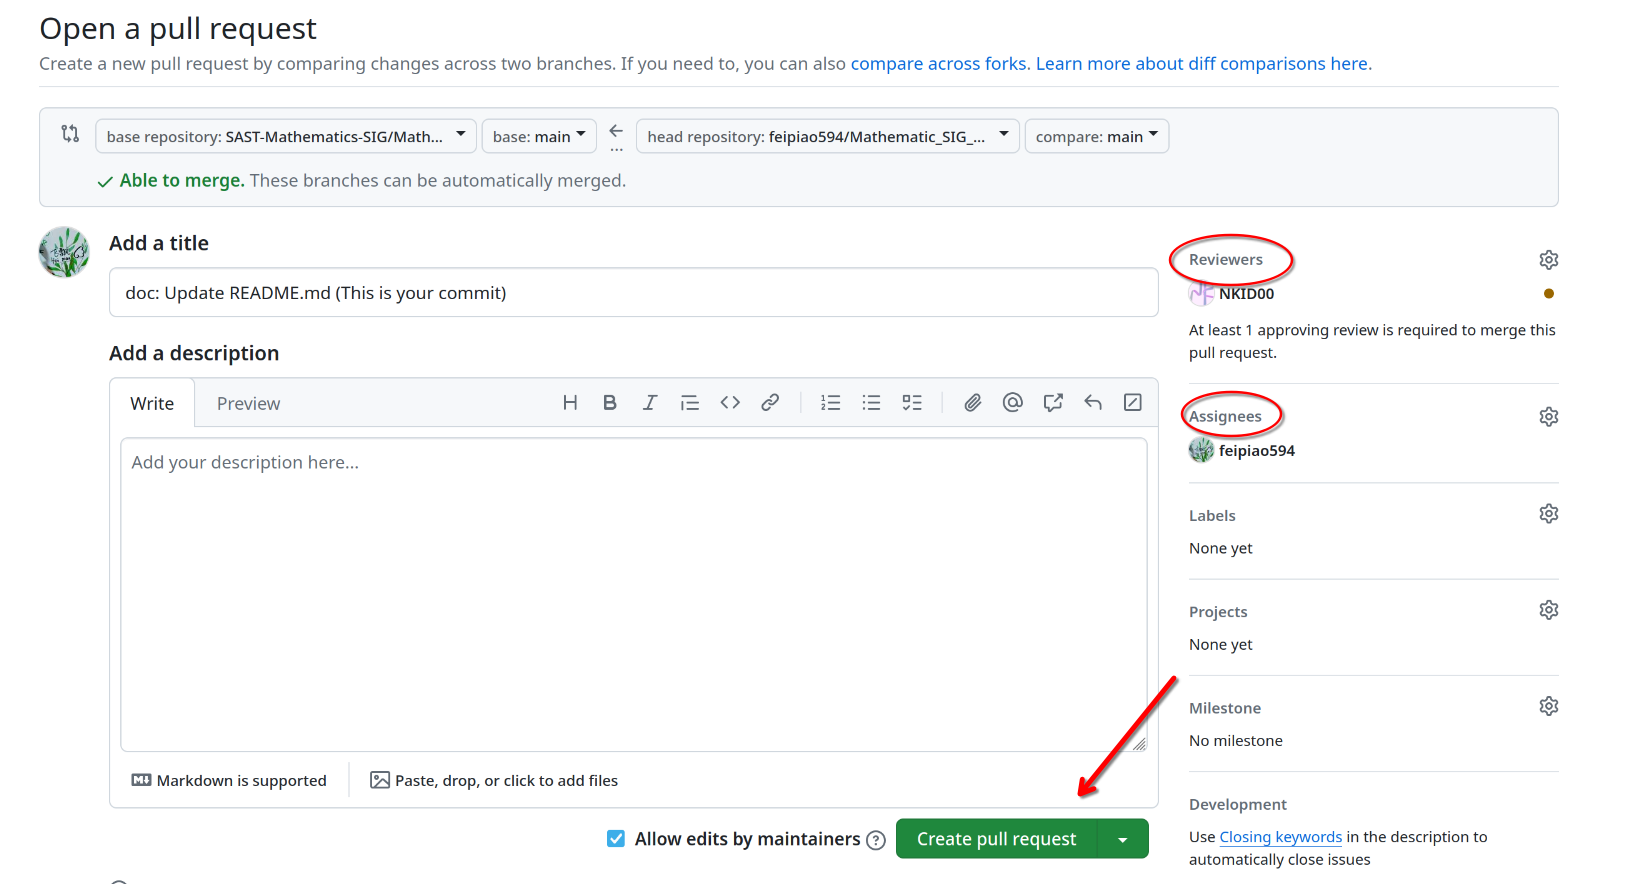 Open a pull request
Create a new pull request by comparing changes across two branches. If you need to, you can also compare across forks. Learn more about diff comparisons here.
base repository: SAST-Mathematics-SIG/Math... base: main ... head repository: feipiao594/Mathematic_SIG_... compare: main
Able to merge. These branches can be automatically merged.
Add a title
doc: Update README.md (This is your commit)
Add a description
Write Preview
Add your description here...
Markdown is supported Paste, drop, or click to add files
Allow edits by maintainers Create pull request
Reviewers
NKID00
At least 1 approving review is required to merge this
pull request.
Assignees
feipiao594
Labels
None yet
Projects
None yet
Milestone
No milestone
Development
Use Closing keywords in the description to
automatically close issues